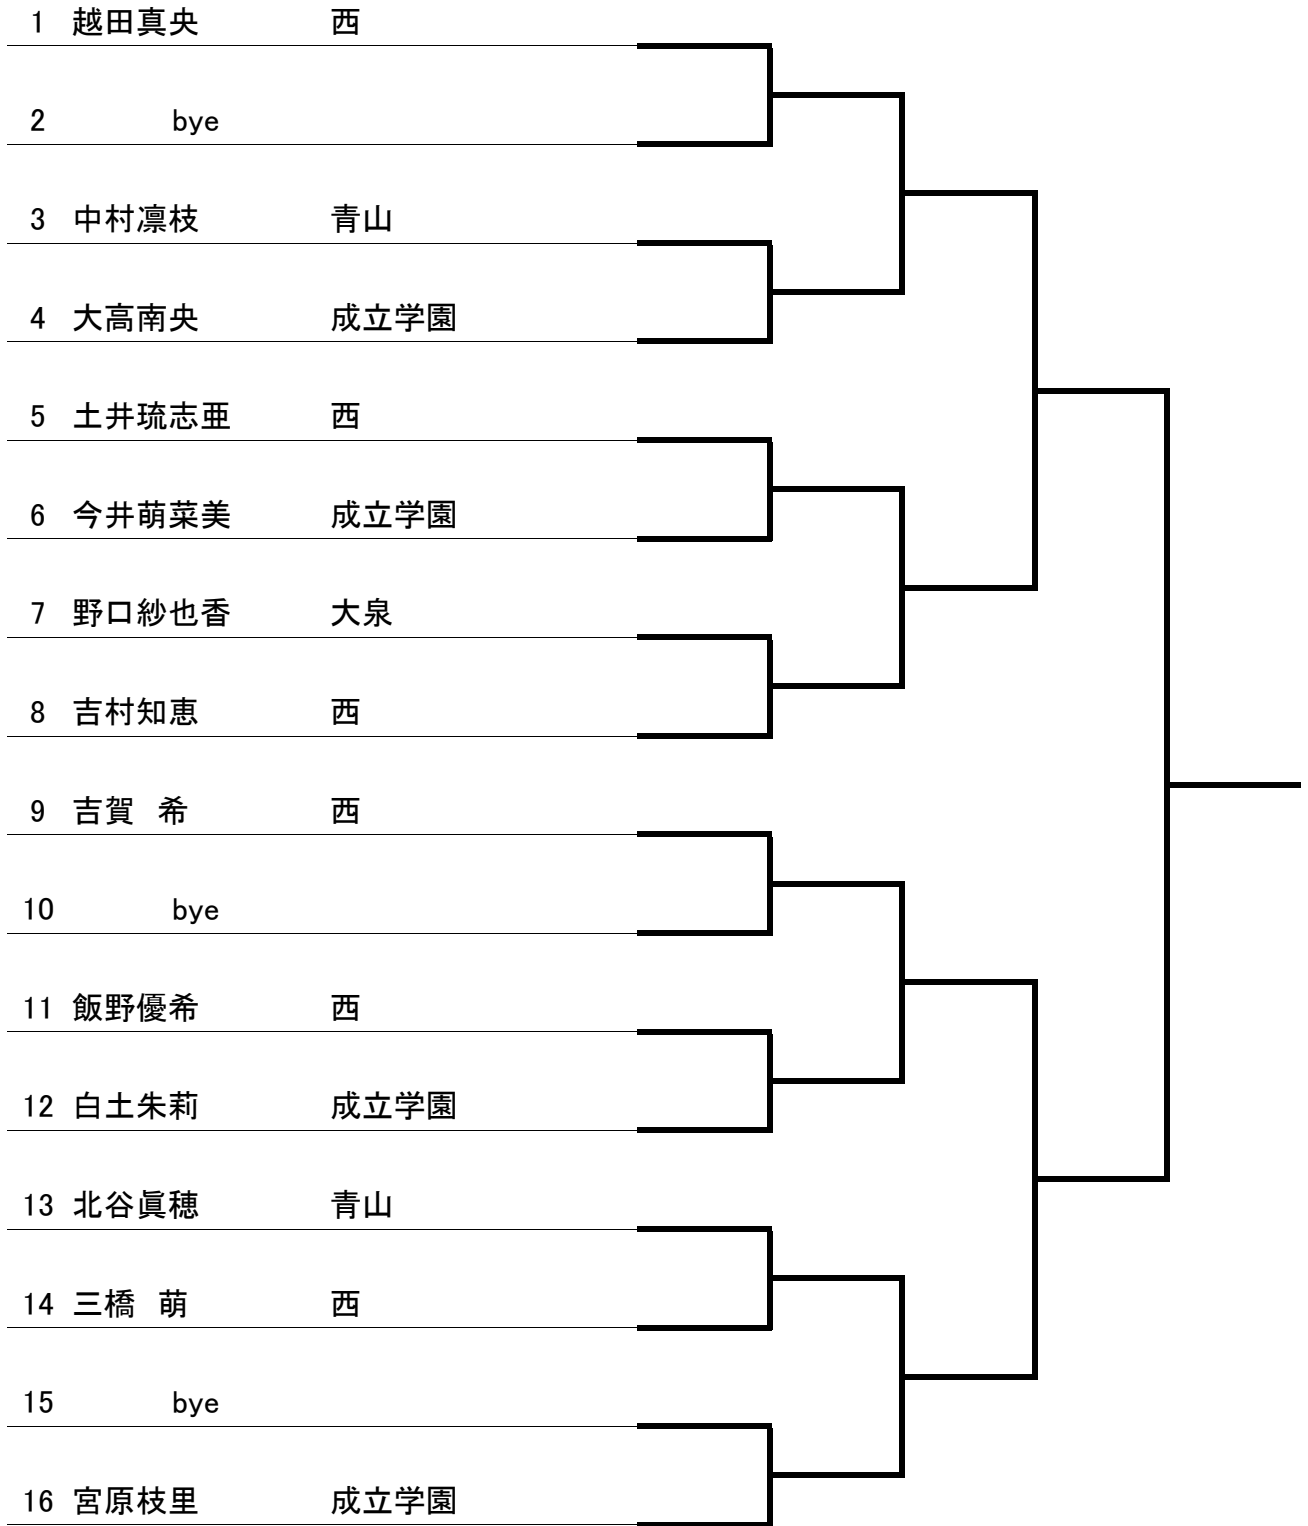 1 越田真央 西
2 bye
3 中村凛枝 青山
4 大高南央 成立学園
5 土井琉志亜 西
6 今井萌菜美 成立学園
7 野口紗也香 大泉
8 吉村知恵 西
9 吉賀　希 西
10 bye
11 飯野優希 西
12 白土朱莉 成立学園
13 北谷眞穂 青山
14 三橋　萌 西
15 bye
16 宮原枝里 成立学園